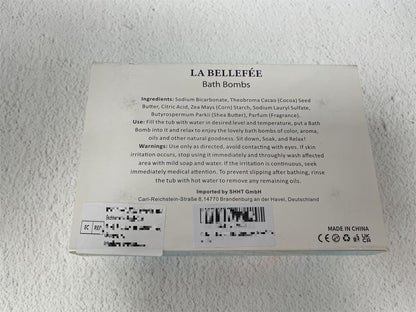 LA BELLEFÉE
Bath Bombs
Ingredients: Sodium Bicarbonate, Theobroma Cacao (Cocoa) Seed
Butter, Citric Acid, Zea Mays (Corn) Starch, Sodium Lauryl Sulfate,
Butyrospermum Parkii (Shea Butter), Parfum (Fragrance).
Use: Fill the tub with water in desired level and temperature, put a Bath
Bomb into it and relax to enjoy the lovely bath bombs of color, aroma,
oils and other natural goodness. Sit down, Soak, and Relax!
Warnings: Use only as directed, avoid contacting with eyes. If skin
irritation occurs, stop using it immediately and throughly wash affected
area with mild soap and water. If the irritation is continuous, seek
immediately medical attention. To prevent slipping after bathing, rinse
the tub with hot water to remove any remaining oils.
Imported by SHHT GmbH
Carl-Reichstein-Straße 8,14770 Brandenburg an der Havel, Deutschland
EC REP
MADE IN CHINA
CE